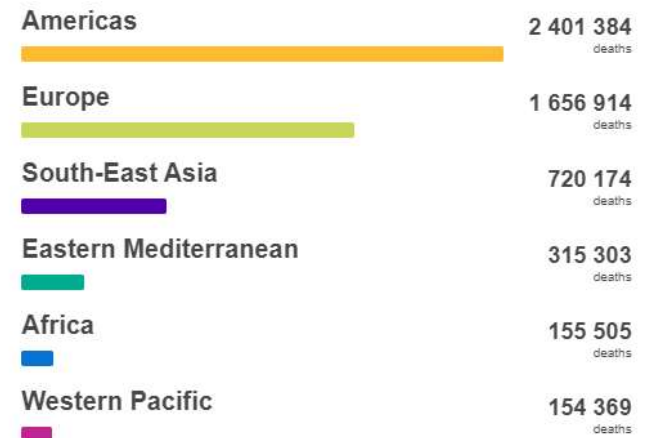 Americas
2 401 384
deaths
Europe
1 656 914
deaths
South-East Asia
720 174
deaths
Eastern Mediterranean
315 303
deaths
Africa
155 505
deaths
Western Pacific
154 369
deaths